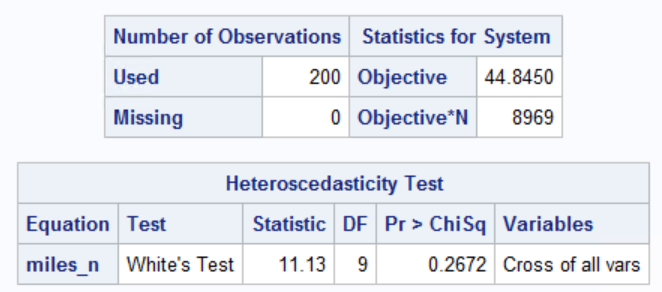 Number of Observations Statistics for System
Used 200 Objective 44.8450
Missing 0 Objective*N 8969
Heteroscedasticity Test
Equation Test Statistic DF Pr > ChiSq Variables
miles_n White's Test 11.13 9 0.2672 Cross of all vars